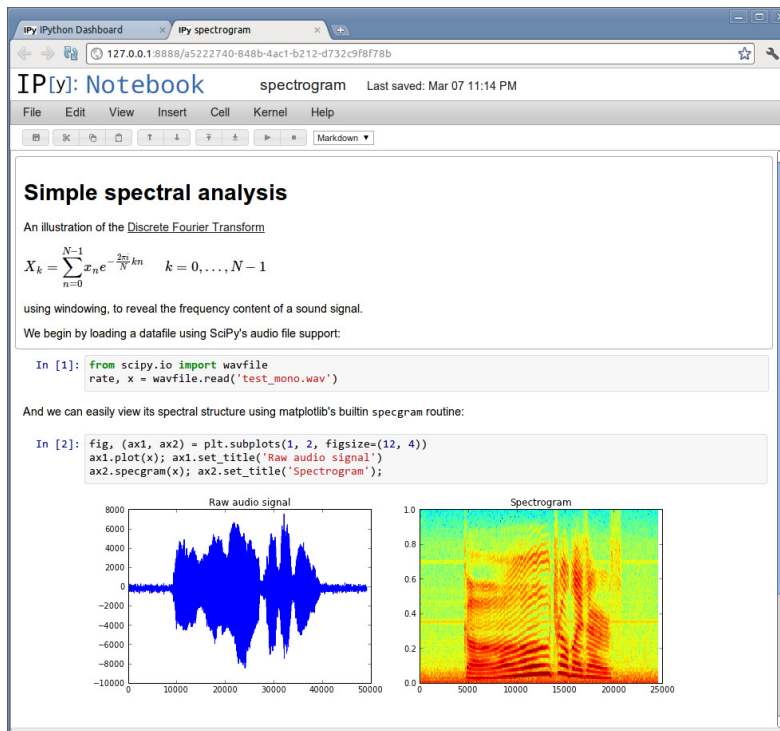 IPy IPython Dashboard
IPy spectrogram
127.0.0.1:8888/a5222740-848b-4ac1-b212-d732c9f8f78b
IP[y]: Notebook spectrogram Last saved: Mar 07 11:14 PM
File Edit View Insert Cell Kernel Help
Markdown
Simple spectral analysis
An illustration of the Discrete Fourier Transform
X_k = \sum_{n=0}^{N-1} x_n e^{-\frac{2\pi i}{N} kn} k = 0, . . . , N − 1
using windowing, to reveal the frequency content of a sound signal.
We begin by loading a datafile using SciPy's audio file support:
In [1]: from scipy.io import wavfile
rate, x = wavfile.read('test_mono.wav')
And we can easily view its spectral structure using matplotlib's builtin specgram routine:
In [2]: fig, (ax1, ax2) = plt.subplots(1, 2, figsize=(12, 4))
ax1.plot(x); ax1.set_title('Raw audio signal')
ax2.specgram(x); ax2.set_title('Spectrogram');
Raw audio signal
8000
6000
4000
2000
0
−2000
−4000
−6000
−8000
−10000
0 10000 20000 30000 40000 50000
Spectrogram
1.0
0.8
0.6
0.4
0.2
0.0
0 5000 10000 15000 20000 25000